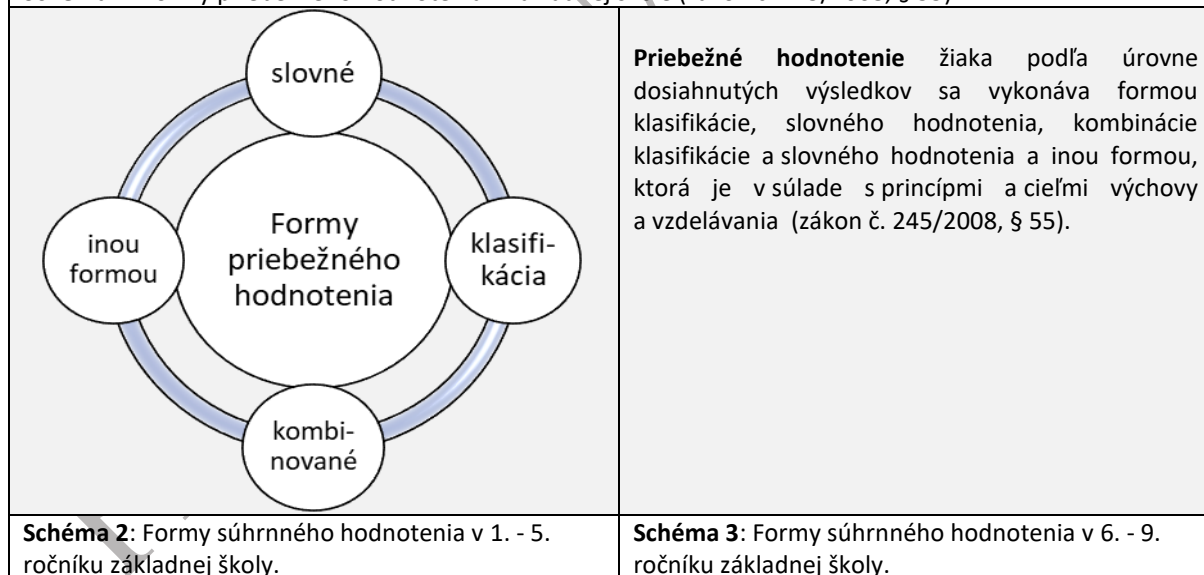 slovné
inou
formou
Formy
priebežného
hodnotenia
klasifi-
kácia
kombi-
nované
Priebežné hodnotenie žiaka podľa úrovne
dosiahnutých výsledkov sa vykonáva formou
klasifikácie, slovného hodnotenia, kombinácie
klasifikácie a slovného hodnotenia a inou formou,
ktorá je v súlade s princípmi a cieľmi výchovy
a vzdelávania (zákon č. 245/2008, § 55).
Schéma 2: Formy súhrnného hodnotenia v 1. - 5.
ročníku základnej školy.
Schéma 3: Formy súhrnného hodnotenia v 6. - 9.
ročníku základnej školy.